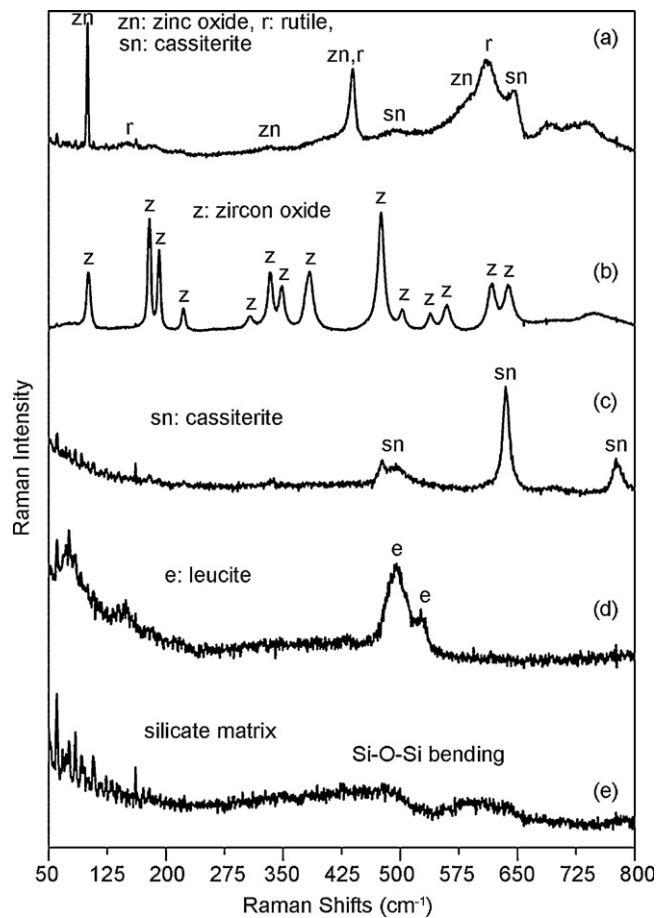 zn: zinc oxide, r: rutile,
sn: cassiterite
zn
(a)
zn,r
r
zn
sn
r
zn
sn
z: zircon oxide
z
z
z
z
z
z
z
z
z
z
z
z
z
z
(b)
sn: cassiterite
sn
sn
sn
(c)
e: leucite
e
e
(d)
silicate matrix
Si-O-Si bending
(e)
Raman Intensity
50 125 200 275 350 425 500 575 650 725 800
Raman Shifts (cm-1)